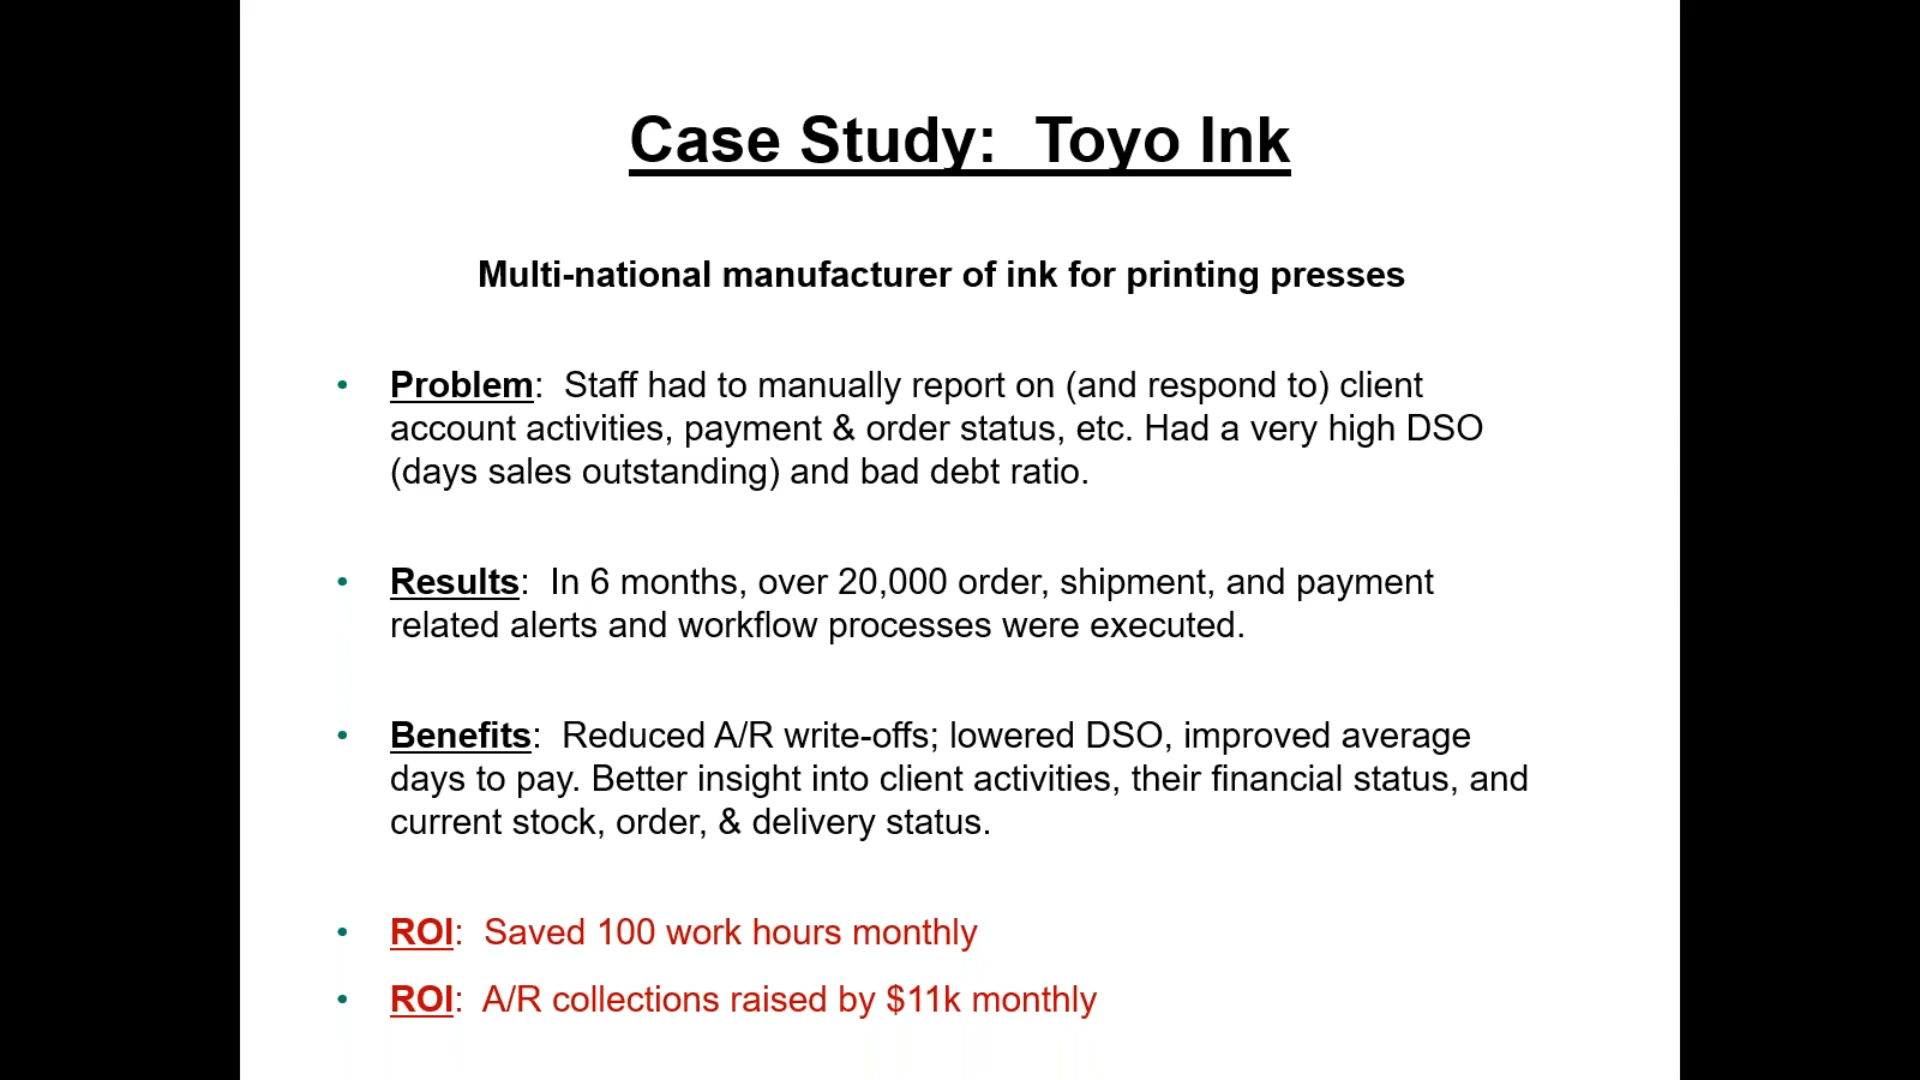 Case Study: Toyo Ink
Multi-national manufacturer of ink for printing presses
• Problem: Staff had to manually report on (and respond to) client
account activities, payment & order status, etc. Had a very high DSO
(days sales outstanding) and bad debt ratio.
• Results: In 6 months, over 20,000 order, shipment, and payment
related alerts and workflow processes were executed.
• Benefits: Reduced A/R write-offs; lowered DSO, improved average
days to pay. Better insight into client activities, their financial status, and
current stock, order, & delivery status.
• ROI: Saved 100 work hours monthly
• ROI: A/R collections raised by $11k monthly